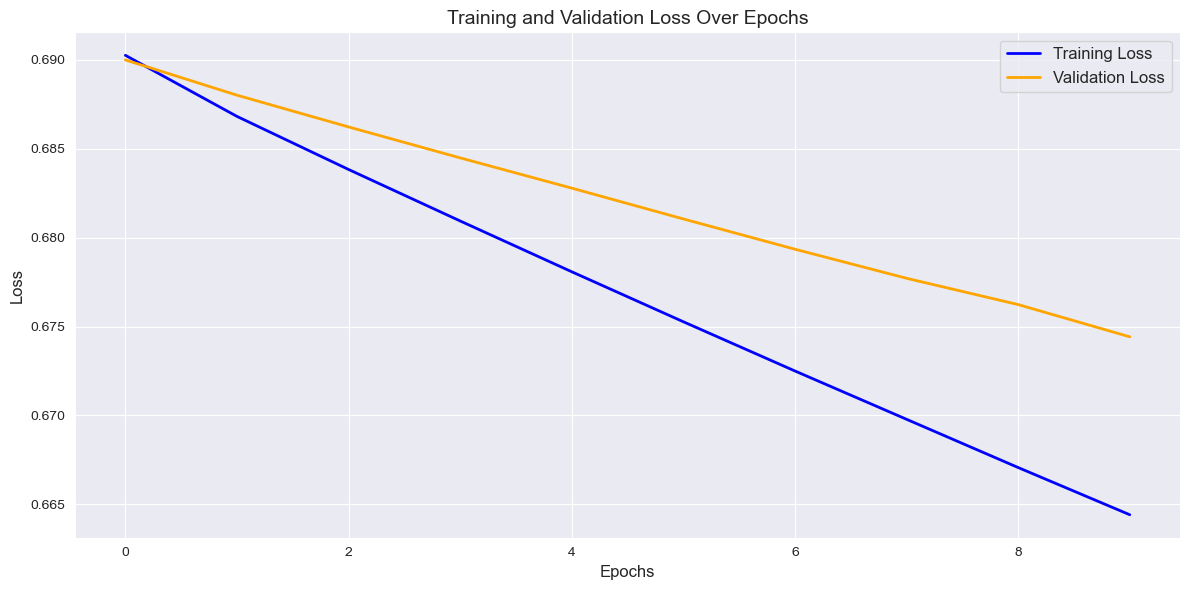 Training and Validation Loss Over Epochs
Training Loss
Validation Loss
Loss
0.690
0.685
0.680
0.675
0.670
0.665
0 2 4 6 8
Epochs